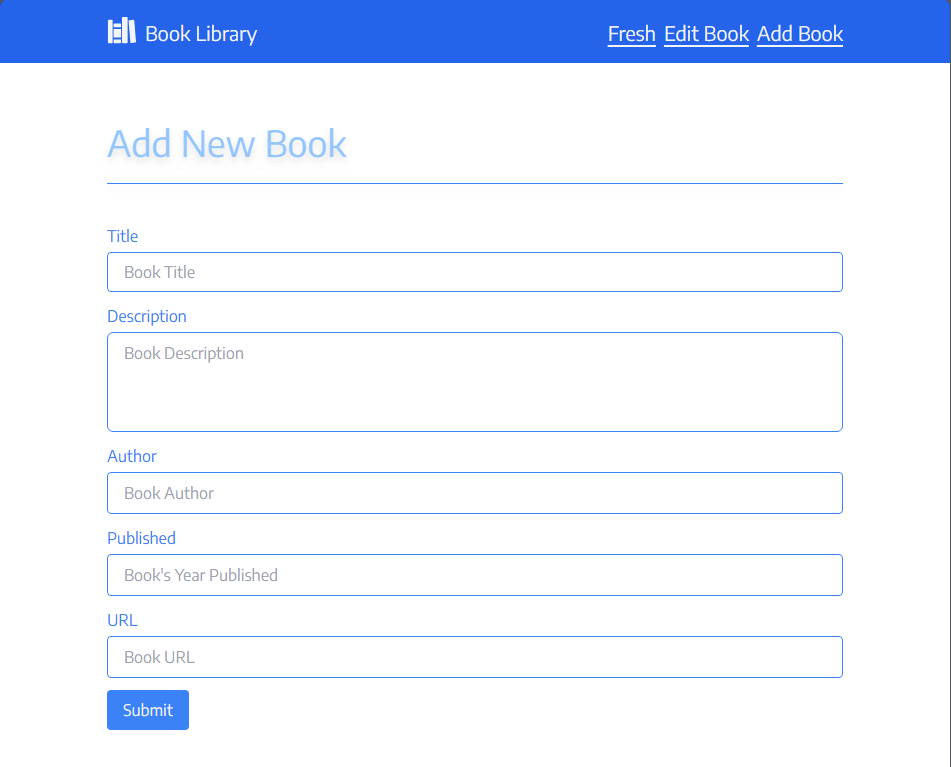 Book Library Fresh Edit Book Add Book
Add New Book
Title
Book Title
Description
Book Description
Author
Book Author
Published
Book's Year Published
URL
Book URL
Submit